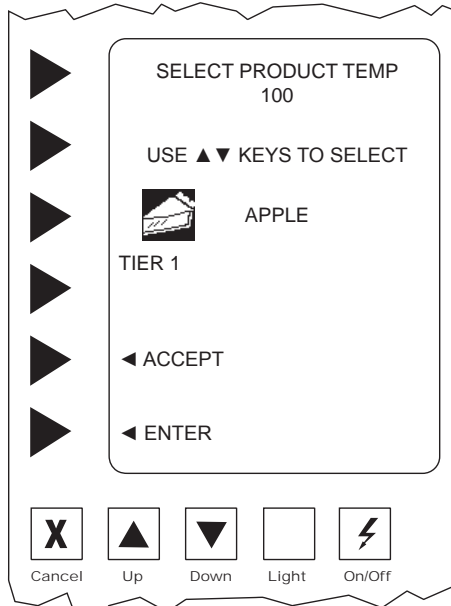 SELECT PRODUCT TEMP
100
USE ▲▼ KEYS TO SELECT
APPLE
TIER 1
◄ ACCEPT
◄ ENTER
X
Cancel Up Down Light On/Off